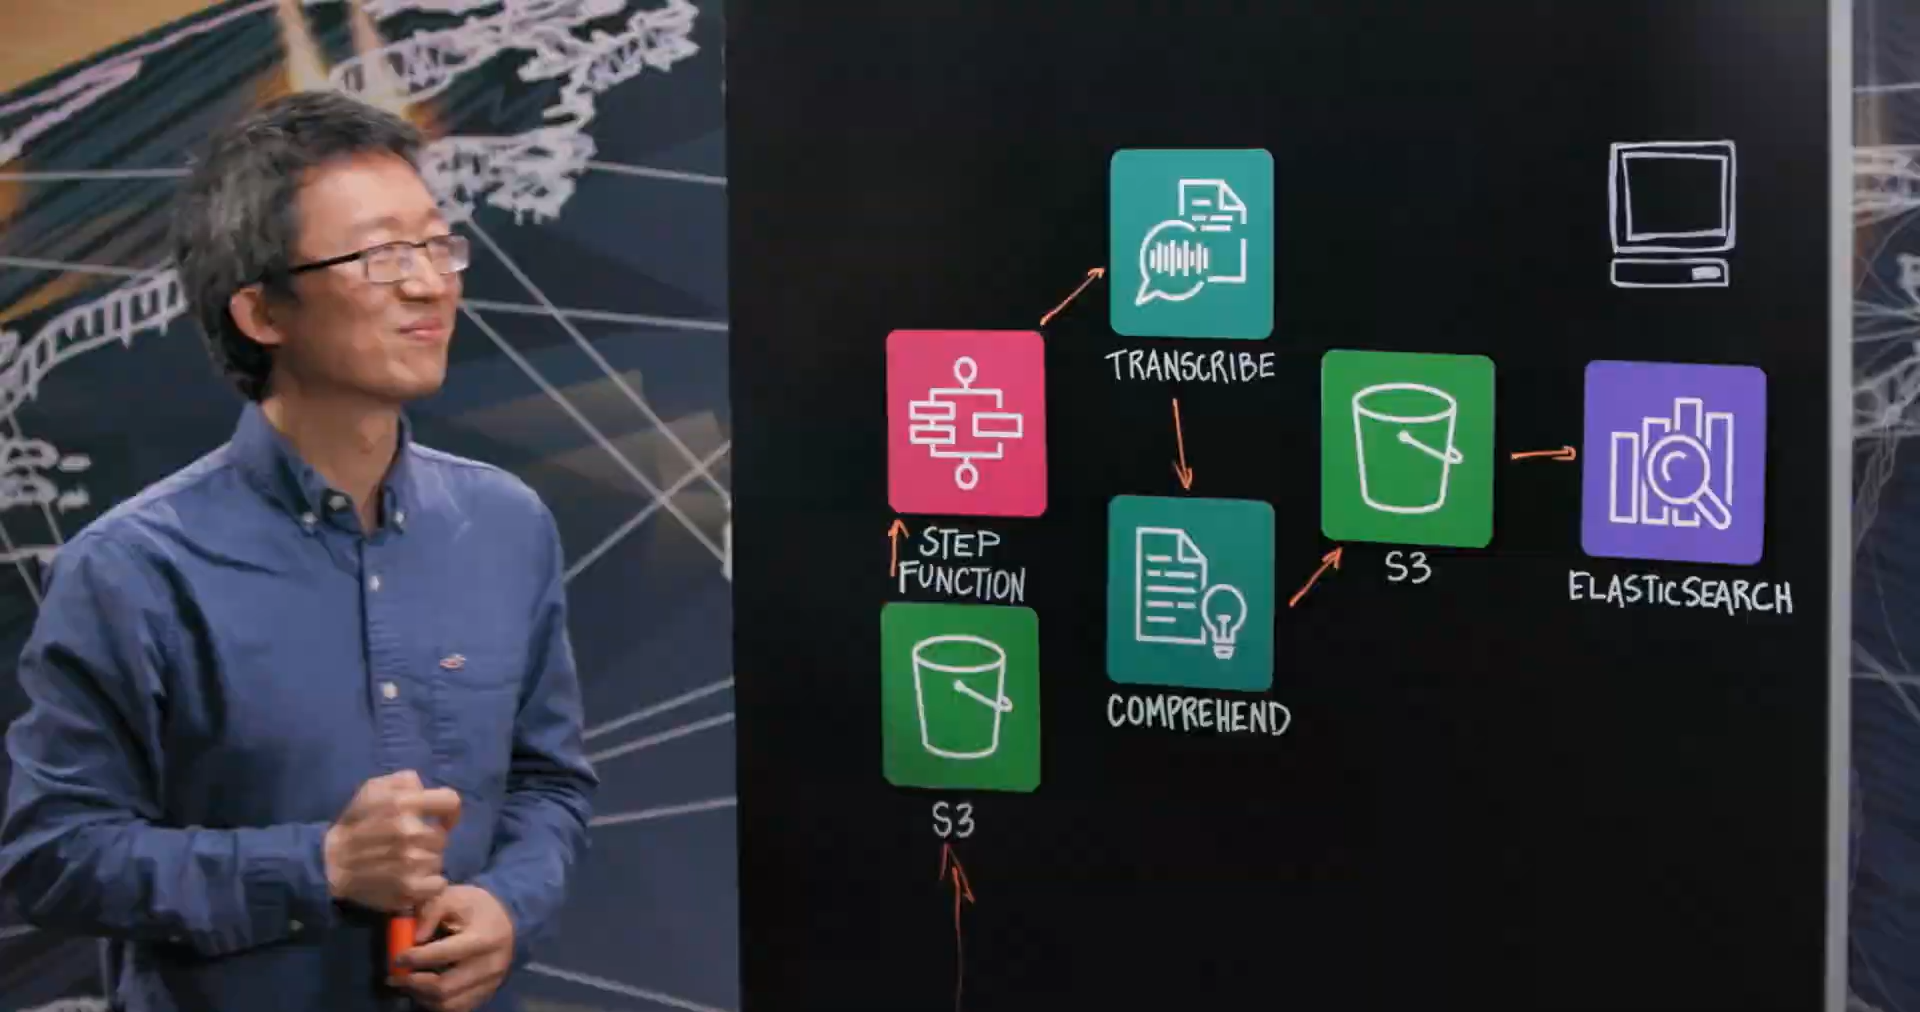 TRANSCRIBE
STEP
FUNCTION
S3
ELASTICSEARCH
COMPREHEND
S3